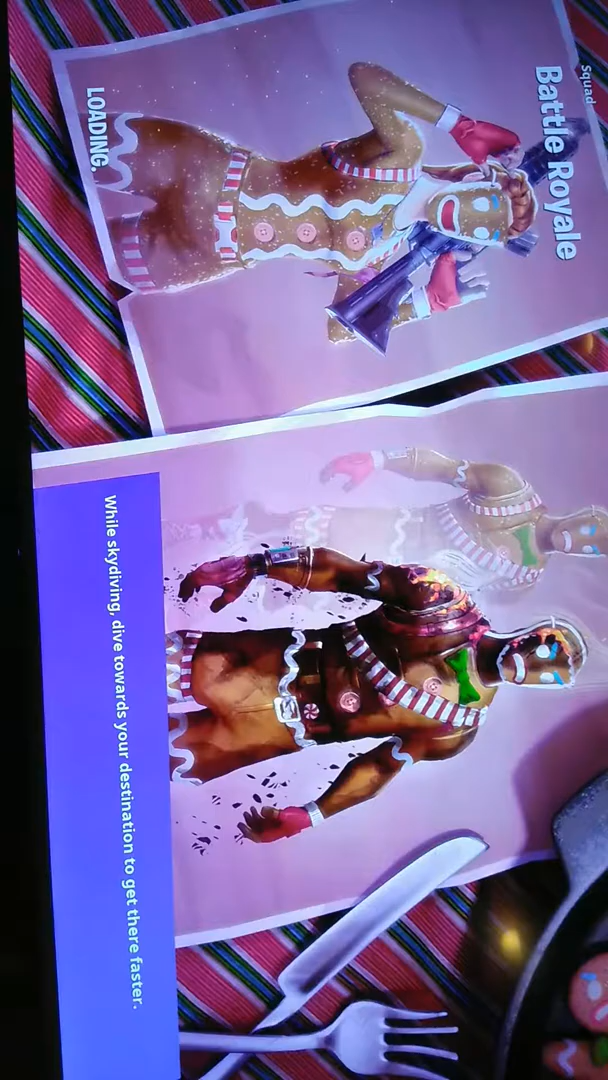 Squad
Battle Royale
LOADING.
While skydiving, dive towards your destination to get there faster.